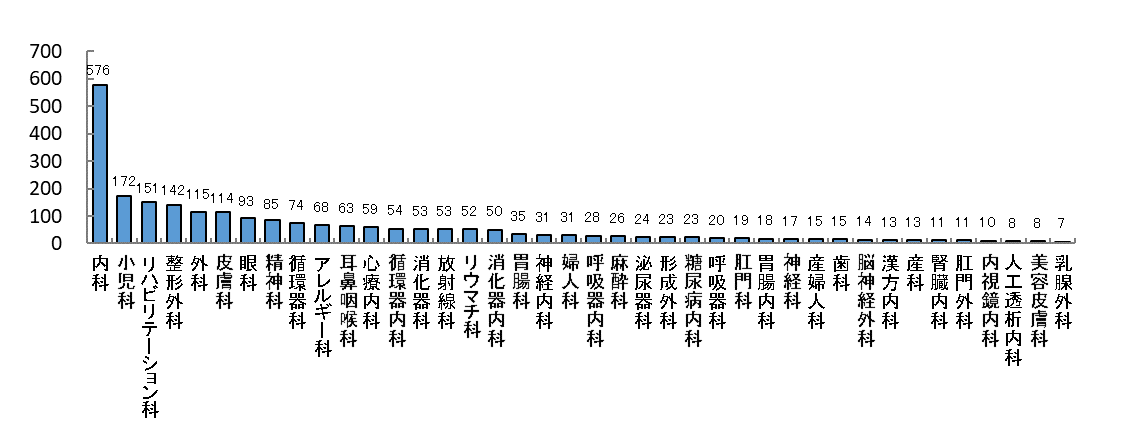 700
600
500
400
300
200
100
0
576
172
151
142
115
114
93
85
74
68
63
59
54
53
53
52
50
35
31
31
28
26
24
23
23
20
19
18
17
15
15
14
13
13
11
11
10
8
8
7
内科
小児科
リハビリテーション科
整形外科
外科
皮膚科
眼科
精神科
循環器科
アレルギー科
耳鼻咽喉科
心療内科
循環器内科
消化器科
放射線科
リウマチ科
消化器内科
胃腸科
神経内科
婦人科
呼吸器内科
麻酔科
泌尿器科
形成外科
糖尿病内科
呼吸器科
肛門科
胃腸内科
神経科
産婦人科
歯科
脳神経外科
漢方内科
産科
腎臓内科
肛門外科
内視鏡内科
人工透析内科
美容皮膚科
乳腺外科